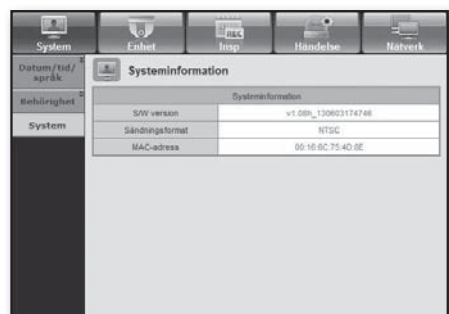 System Enhet Insp Händelse Nätverk
Datum/tid/
språk
Behörighet
System
Systeminformation
Systeminformation
S/W version v1.08h_130603174746
Sändningsformat NTSC
MAC-adress 00:16:6C:75:4D:8E